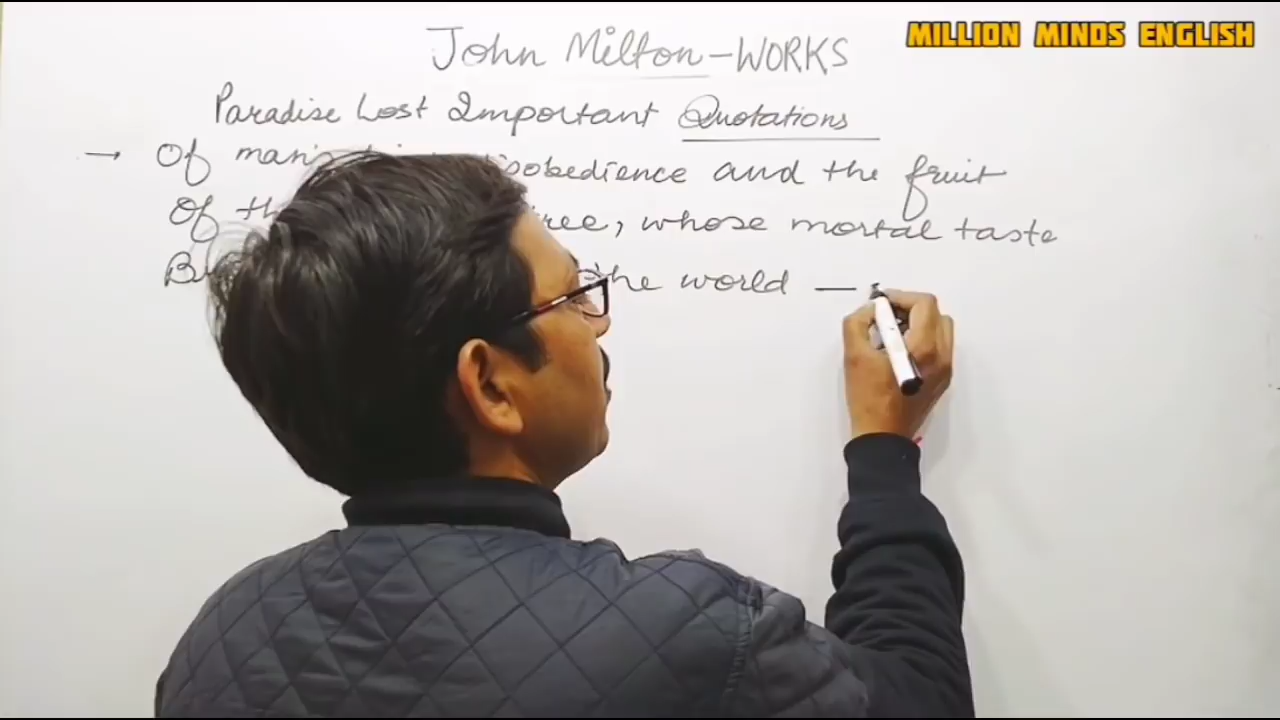 MILLION MINDS ENGLISH
John Milton - WORKS
Paradise Lost Important Quotations
→ Of man's disobedience and the fruit
Of tree, whose mortal taste
the world —